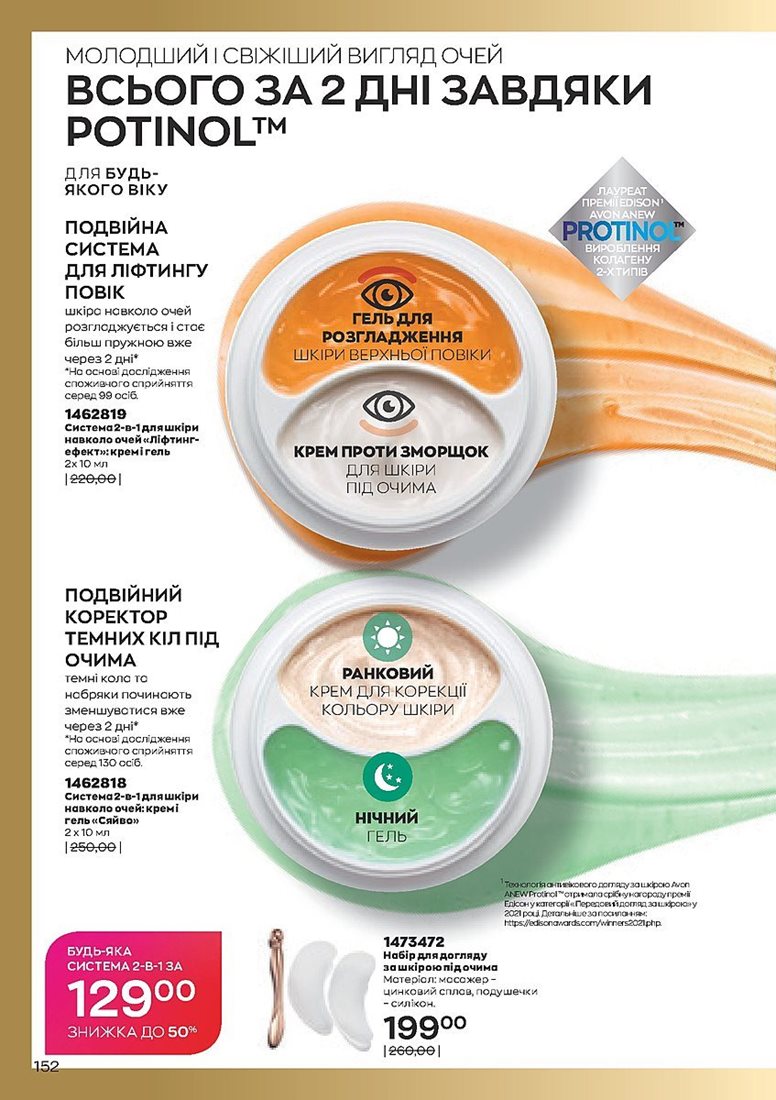 МОЛОДШИЙ І СВІЖІШИЙ ВИГЛЯД ОЧЕЙ
ВСЬОГО ЗА 2 ДНІ ЗАВДЯКИ
POTINOL™
ДЛЯ БУДЬ-
ЯКОГО ВІКУ
ЛАУРЕАТ
ПРЕМІЇ EDISON¹
AVON ANEW
PROTINOL™
ВИРОБЛЕННЯ
КОЛАГЕНУ
2-Х ТИПІВ
ПОДВІЙНА
СИСТЕМА
ДЛЯ ЛІФТИНГУ
ПОВІК
шкіра навколо очей
розгладжується і стає
більш пружною вже
через 2 дні*
*На основі дослідження
споживчого сприйняття
серед 99 осіб.
1462819
Система 2-в-1 для шкіри
навколо очей «Ліфтинг-
ефект»: крем і гель
2 х 10 мл
| 220,00 |
ГЕЛЬ ДЛЯ
РОЗГЛАДЖЕННЯ
ШКІРИ ВЕРХНЬОЇ ПОВІКИ
КРЕМ ПРОТИ ЗМОРЩОК
ДЛЯ ШКІРИ
ПІД ОЧИМА
ПОДВІЙНИЙ
КОРЕКТОР
ТЕМНИХ КІЛ ПІД
ОЧИМА
темні кола та
набряки починають
зменшуватися вже
через 2 дні*
*На основі дослідження
споживчого сприйняття
серед 130 осіб.
1462818
Система 2-в-1 для шкіри
навколо очей: крем і
гель «Сяйво»
2 х 10 мл
| 250,00 |
РАНКОВИЙ
КРЕМ ДЛЯ КОРЕКЦІЇ
КОЛЬОРУ ШКІРИ
НІЧНИЙ
ГЕЛЬ
¹ Технологія антивікового догляду за шкірою Avon
ANEW Protinol™ отримала срібну нагороду премії
Едісон у категорії «Передовий догляд за шкірою» у
2021 році. Детальніше за посиланням:
https://edisonawards.com/winners2021.php.
БУДЬ-ЯКА
СИСТЕМА 2-В-1 ЗА
129⁰⁰
ЗНИЖКА ДО 50%
1473472
Набір для догляду
за шкірою під очима
Матеріал: масажер –
цинковий сплав, подушечки
– силікон.
199⁰⁰
| 260,00 |
152